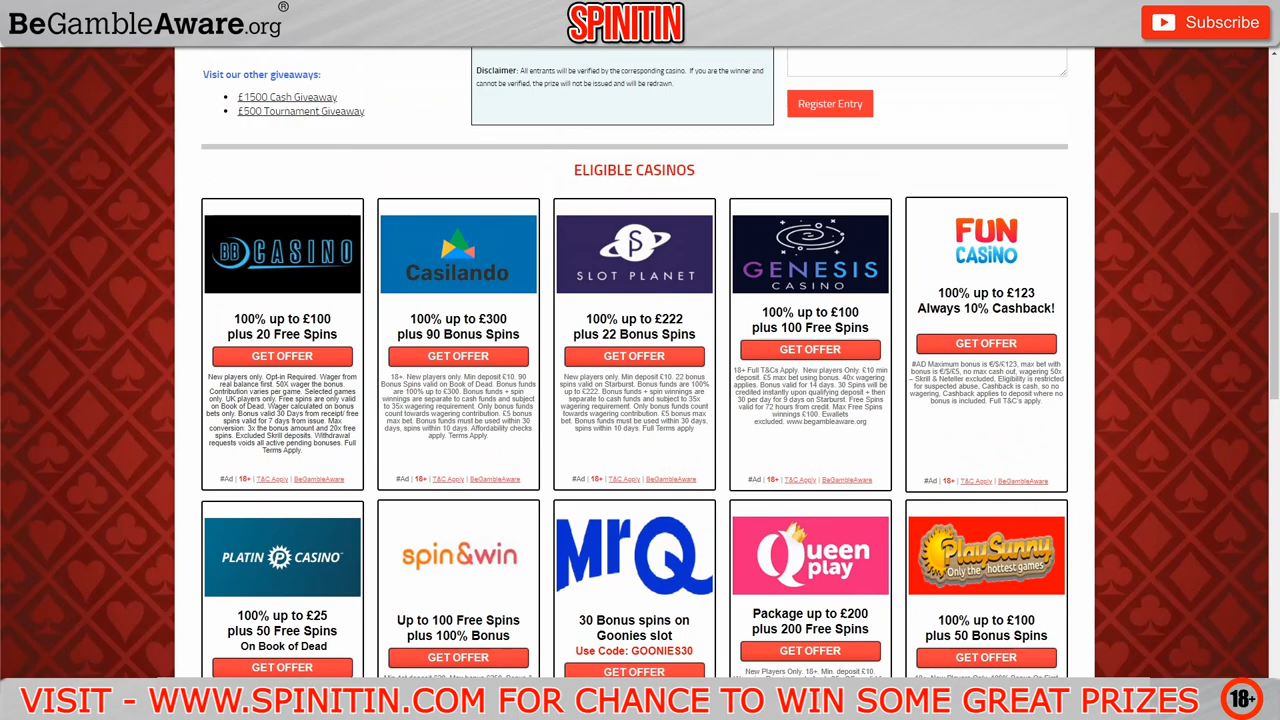 BeGambleAware.org®
SPINITIN
Subscribe
Visit our other giveaways:
£1500 Cash Giveaway
£500 Tournament Giveaway
Disclaimer: All entrants will be verified by the corresponding casino. If you are the winner and
cannot be verified, the prize will not be issued and will be redrawn.
Register Entry
ELIGIBLE CASINOS
BB CASINO
100% up to £100
plus 20 Free Spins
GET OFFER
New players only. Opt-in Required. Wager from
real balance first. 50X wager the bonus.
Contribution varies per game. Selected games
only. UK players only. Free spins are only valid
on Book of Dead. Wager calculated on bonus
bets only. Bonus valid 30 Days from receipt/ free
spins valid for 7 days from issue. Max
conversion: 3x the bonus amount and 20x free
spins. Excluded Skrill deposits. Withdrawal
requests voids all active pending bonuses. Full
Terms Apply.
#Ad | 18+ | T&C Apply | BeGambleAware
Casilando
100% up to £300
plus 90 Bonus Spins
GET OFFER
18+. New players only. Min deposit £10. 90
Bonus Spins valid on Book of Dead. Bonus funds
are 100% up to £300. Bonus funds + spin
winnings are separate to cash funds and subject
to 35x wagering requirement. Only bonus funds
count towards wagering contribution. £5 bonus
max bet. Bonus funds must be used within 30
days, spins within 10 days. Affordability checks
apply. Terms Apply.
#Ad | 18+ | T&C Apply | BeGambleAware
SLOT PLANET
100% up to £222
plus 22 Bonus Spins
GET OFFER
New players only. Min deposit £10. 22 bonus
spins valid on Starburst. Bonus funds are 100%
up to £222. Bonus funds + spin winnings are
separate to cash funds and subject to 35x
wagering requirement. Only bonus funds count
towards wagering contribution. £5 bonus max
bet. Bonus funds must be used within 30 days,
spins within 10 days. Full Terms apply
#Ad | 18+ | T&C Apply | BeGambleAware
GENESIS
CASINO
100% up to £100
plus 100 Free Spins
GET OFFER
18+ Full T&Cs Apply. New Players Only. £10 min
deposit. £5 max bet using bonus. 40x wagering
applies. Bonus valid for 14 days. 30 Spins will be
credited instantly upon qualifying deposit + then
30 per day for 9 days on Starburst. Free Spins
valid for 72 hours from credit. Max Free Spins
winnings £100. Ewallets
excluded. www.begambleaware.org
#Ad | 18+ | T&C Apply | BeGambleAware
FUN
CASINO
100% up to £123
Always 10% Cashback!
GET OFFER
#AD Maximum bonus is €/$/£123, max bet with
bonus is €/$/£5, no max cash out, wagering 50x
– Skrill & Neteller excluded, Eligibility is restricted
for suspected abuse. Cashback is cash, so no
wagering, Cashback applies to deposit where no
bonus is included. Full T&C's apply.
#Ad | 18+ | T&C Apply | BeGambleAware
PLATIN CASINO
100% up to £25
plus 50 Free Spins
On Book of Dead
GET OFFER
spin&win
Up to 100 Free Spins
plus 100% Bonus
GET OFFER
MrQ
30 Bonus spins on
Goonies slot
Use Code: GOONIES30
GET OFFER
Queen
play
Package up to £200
plus 200 Free Spins
GET OFFER
New Players Only. 18+. Min. deposit £10.
PlaySunny
Only the hottest games
100% up to £100
plus 50 Bonus Spins
GET OFFER
VISIT - WWW.SPINITIN.COM FOR CHANCE TO WIN SOME GREAT PRIZES
18+